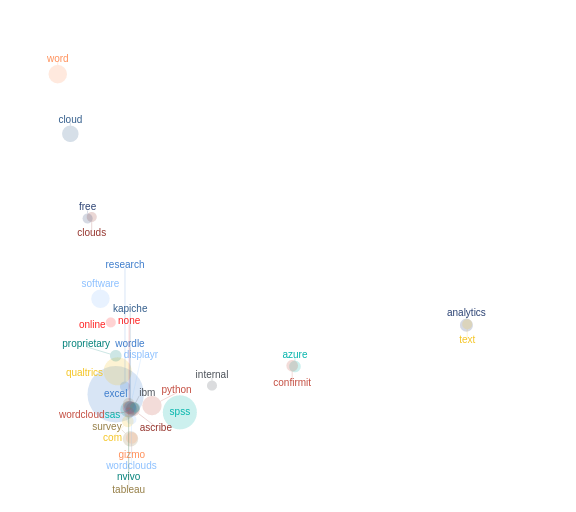 word
cloud
free
clouds
research
software
kapiche
online none
analytics
text
proprietary wordle
displayr
azure
qualtrics
internal
confirmit
excel ibm python
wordcloud sas spss
survey ascribe
com
gizmo
wordclouds
nvivo
tableau